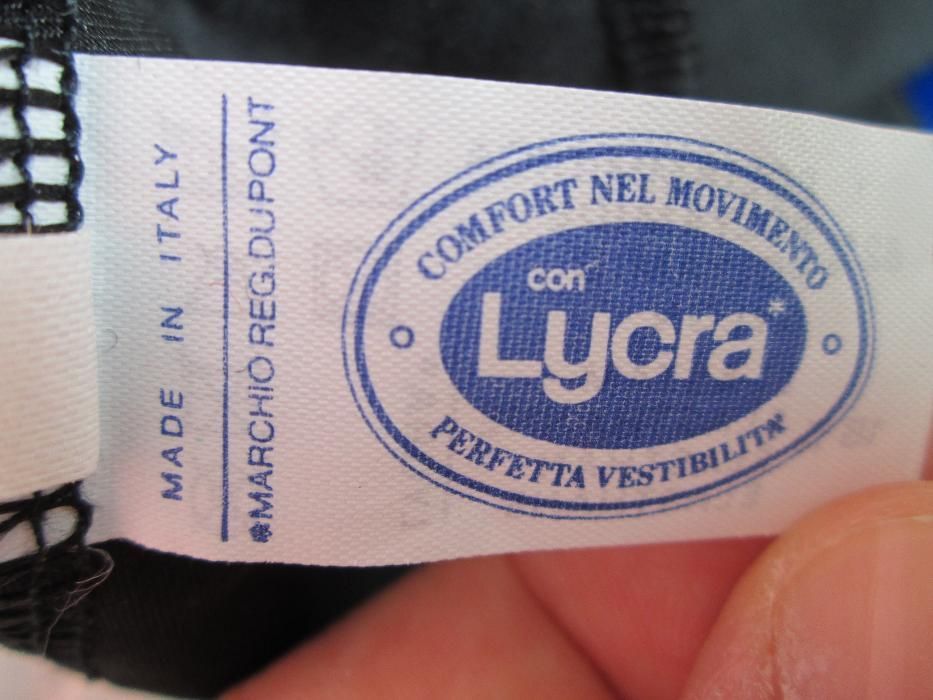 MADE IN ITALY
*MARCHIO REG.DUPONT
COMFORT NEL MOVIMENTO
con
Lycra*
PERFETTA VESTIBILITA'